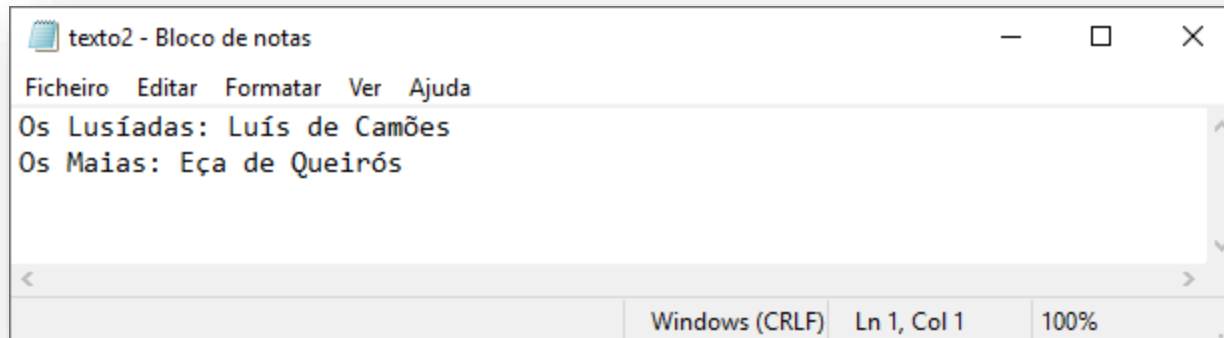 texto2 - Bloco de notas
Ficheiro Editar Formatar Ver Ajuda
Os Lusíadas: Luís de Camões
Os Maias: Eça de Queirós
Windows (CRLF) Ln 1, Col 1 100%